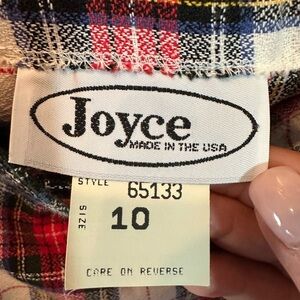 Joyce
MADE IN THE USA
STYLE 65133
SIZE 10
CARE ON REVERSE